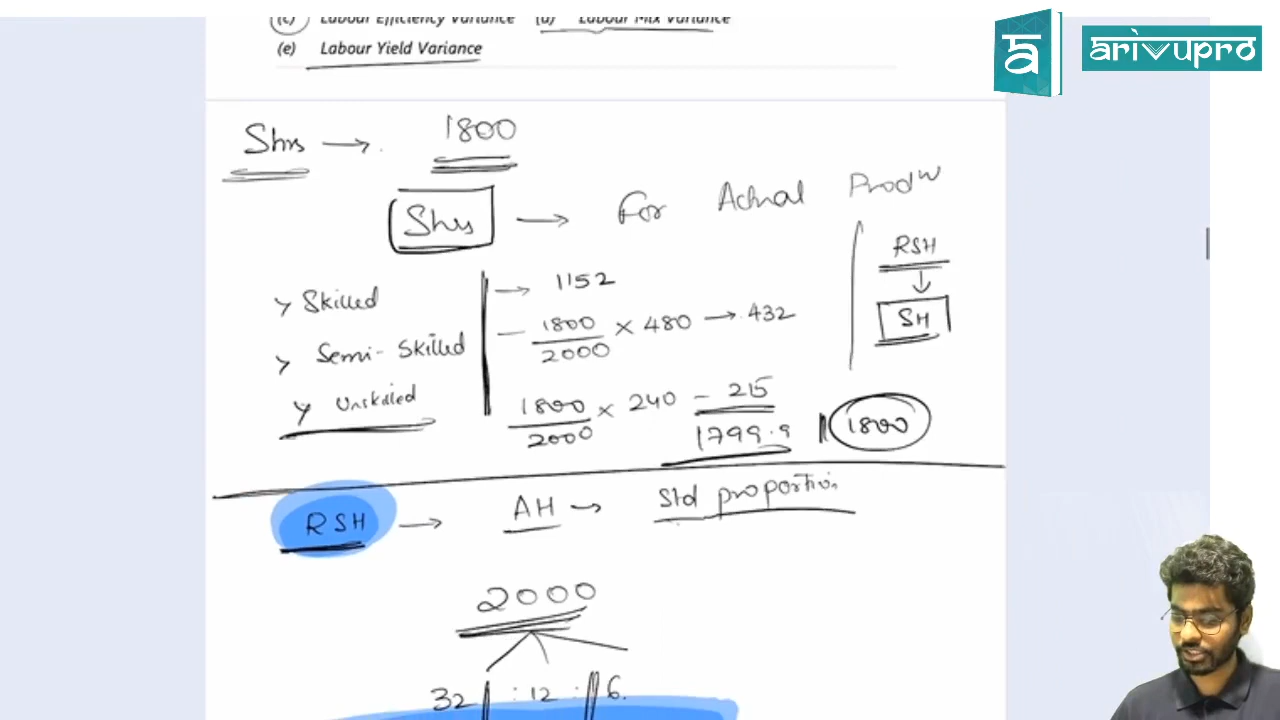 (c) Labour Efficiency Variance (d) Labour Mix Variance
(e) Labour Yield Variance
arivupro
Shrs → 1800
Shrs → For Actual Prodn
RSH
↓
SH
Skilled → 1152
Semi-Skilled - 1800/2000 × 480 → 432
Unskilled 1800/2000 × 240 - 215
1799.9 1800
RSH → AH → Std proportion
2000
32 : 12 : 6.